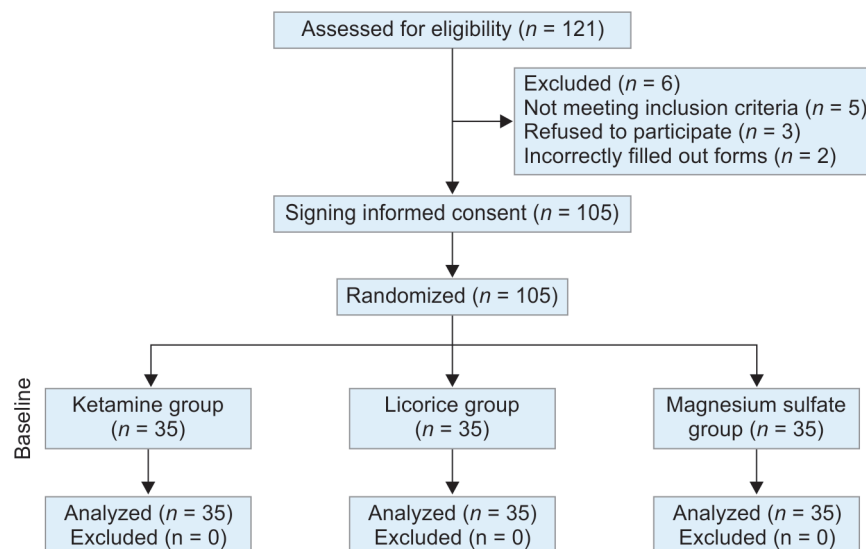 Assessed for eligibility (n = 121)
Excluded (n = 6)
Not meeting inclusion criteria (n = 5)
Refused to participate (n = 3)
Incorrectly filled out forms (n = 2)
Signing informed consent (n = 105)
Randomized (n = 105)
Baseline
Ketamine group
(n = 35)
Licorice group
(n = 35)
Magnesium sulfate
group (n = 35)
Analyzed (n = 35)
Excluded (n = 0)
Analyzed (n = 35)
Excluded (n = 0)
Analyzed (n = 35)
Excluded (n = 0)